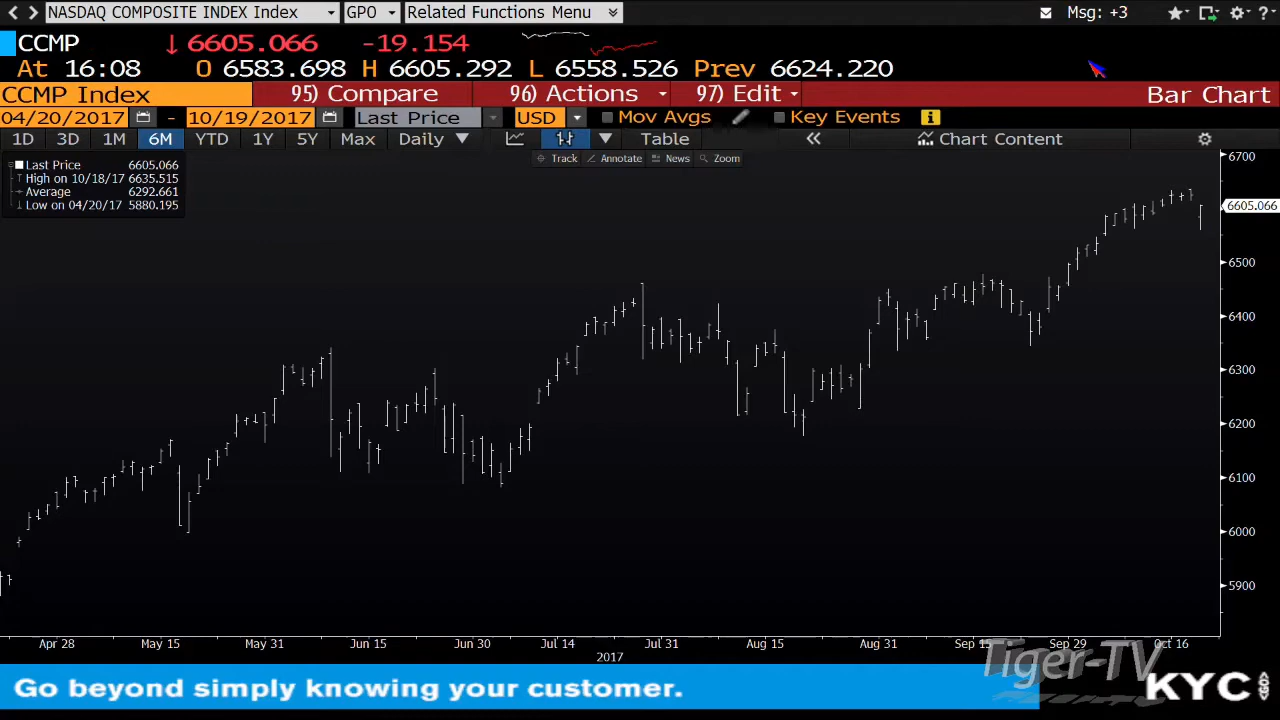 NASDAQ COMPOSITE INDEX Index GPO Related Functions Menu Msg: +3 ?
CCMP ↓ 6605.066 -19.154
At 16:08 O 6583.698 H 6605.292 L 6558.526 Prev 6624.220
CCMP Index 95) Compare 96) Actions 97) Edit Bar Chart
04/20/2017 - 10/19/2017 Last Price USD Mov Avgs Key Events i
1D 3D 1M 6M YTD 1Y 5Y Max Daily ▼ ▼ Table « Chart Content
Track Annotate News Zoom
Last Price 6605.066
High on 10/18/17 6635.515
Average 6292.661
Low on 04/20/17 5880.195
6700
6605.066
6500
6400
6300
6200
6100
6000
5900
Apr 28 May 15 May 31 Jun 15 Jun 30 Jul 14 Jul 31 Aug 15 Aug 31 Sep 15 Sep 29 Oct 16
2017
Tiger-TV
Go beyond simply knowing your customer.
KYC